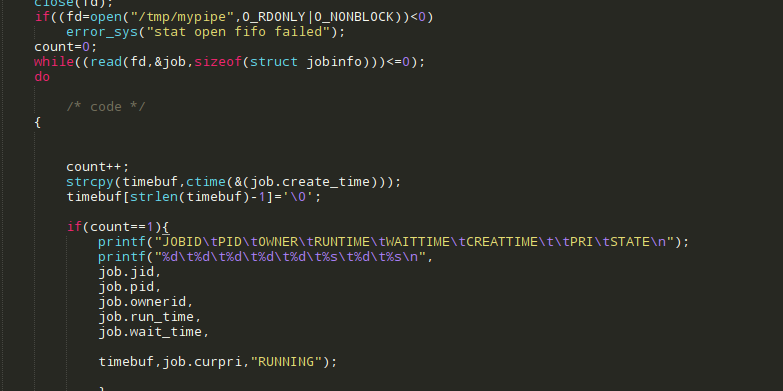 close(fd);
if((fd=open("/tmp/mypipe",O_RDONLY|O_NONBLOCK))<0)
error_sys("stat open fifo failed");
count=0;
while((read(fd,&job,sizeof(struct jobinfo)))<=0);
do
/* code */
{
count++;
strcpy(timebuf,ctime(&(job.create_time)));
timebuf[strlen(timebuf)-1]='\0';
if(count==1){
printf("JOBID\tPID\tOWNER\tRUNTIME\tWAITTIME\tCREATTIME\t\tPRI\tSTATE\n");
printf("%d\t%d\t%d\t%d\t%d\t%s\t%d\t%s\n",
job.jid,
job.pid,
job.ownerid,
job.run_time,
job.wait_time,
timebuf,job.curpri,"RUNNING");
}